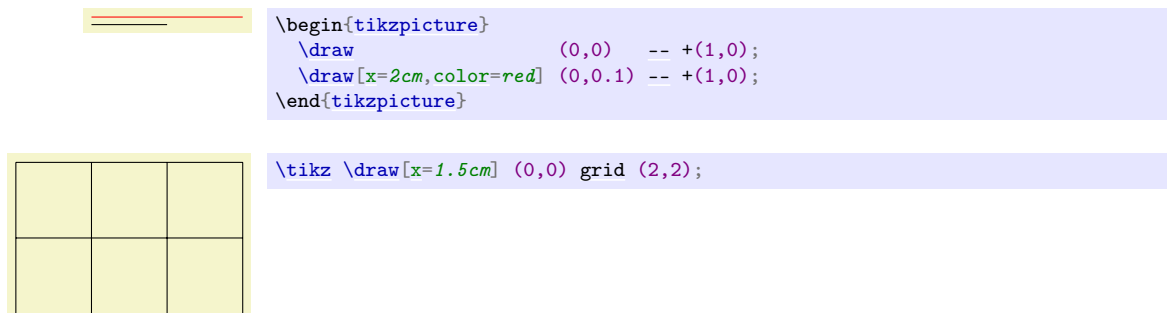 \begin{tikzpicture}
\draw (0,0) -- +(1,0);
\draw[x=2cm,color=red] (0,0.1) -- +(1,0);
\end{tikzpicture}
\tikz \draw[x=1.5cm] (0,0) grid (2,2);